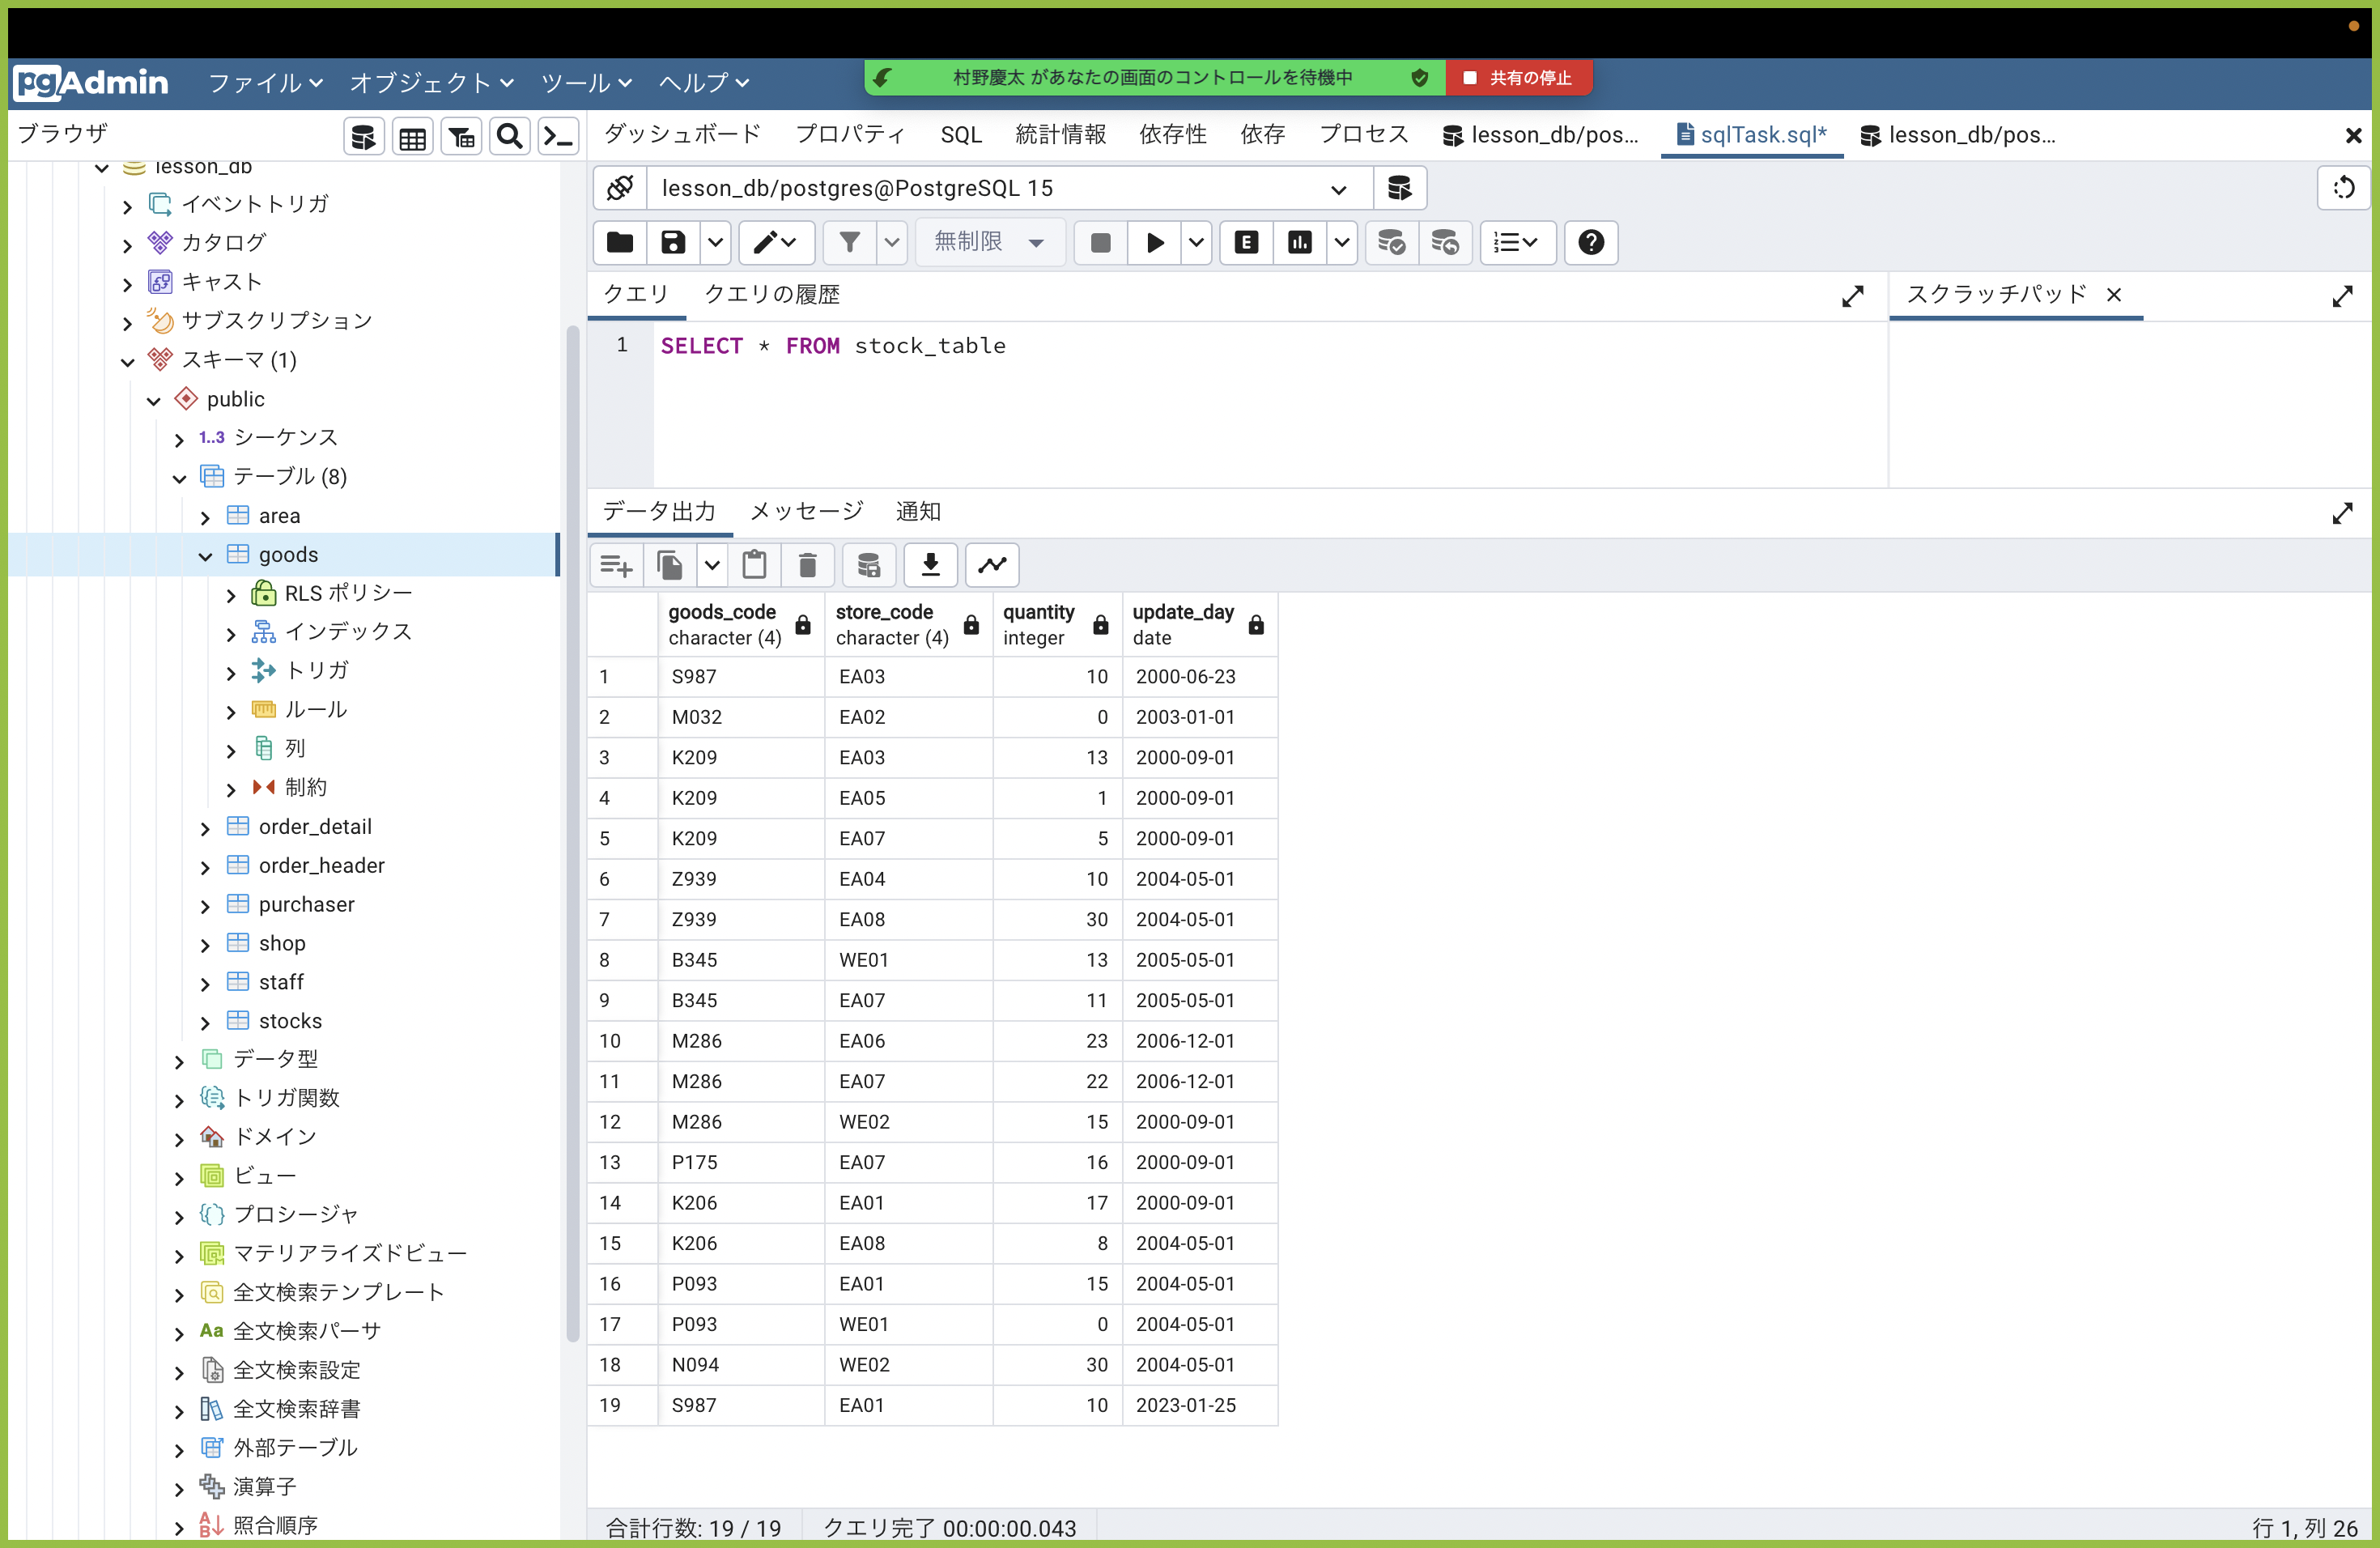 pgAdmin ファイル オブジェクト ツール ヘルプ
村野慶太 があなたの画面のコントロールを待機中 共有の停止
ブラウザ
ダッシュボード プロパティ SQL 統計情報 依存性 依存 プロセス lesson_db/pos... sqlTask.sql* lesson_db/pos...
lesson_db
イベントトリガ
カタログ
キャスト
サブスクリプション
スキーマ (1)
public
1..3 シーケンス
テーブル (8)
area
goods
RLS ポリシー
インデックス
トリガ
ルール
列
制約
order_detail
order_header
purchaser
shop
staff
stocks
データ型
トリガ関数
ドメイン
ビュー
プロシージャ
マテリアライズドビュー
全文検索テンプレート
Aa 全文検索パーサ
全文検索設定
全文検索辞書
外部テーブル
演算子
照合順序
lesson_db/postgres@PostgreSQL 15
無制限
E
クエリ クエリの履歴
スクラッチパッド
1 SELECT * FROM stock_table
データ出力 メッセージ 通知
goods_code store_code quantity update_day
character (4) character (4) integer date
1 S987 EA03 10 2000-06-23
2 M032 EA02 0 2003-01-01
3 K209 EA03 13 2000-09-01
4 K209 EA05 1 2000-09-01
5 K209 EA07 5 2000-09-01
6 Z939 EA04 10 2004-05-01
7 Z939 EA08 30 2004-05-01
8 B345 WE01 13 2005-05-01
9 B345 EA07 11 2005-05-01
10 M286 EA06 23 2006-12-01
11 M286 EA07 22 2006-12-01
12 M286 WE02 15 2000-09-01
13 P175 EA07 16 2000-09-01
14 K206 EA01 17 2000-09-01
15 K206 EA08 8 2004-05-01
16 P093 EA01 15 2004-05-01
17 P093 WE01 0 2004-05-01
18 N094 WE02 30 2004-05-01
19 S987 EA01 10 2023-01-25
合計行数: 19 / 19 クエリ完了 00:00:00.043 行 1, 列 26